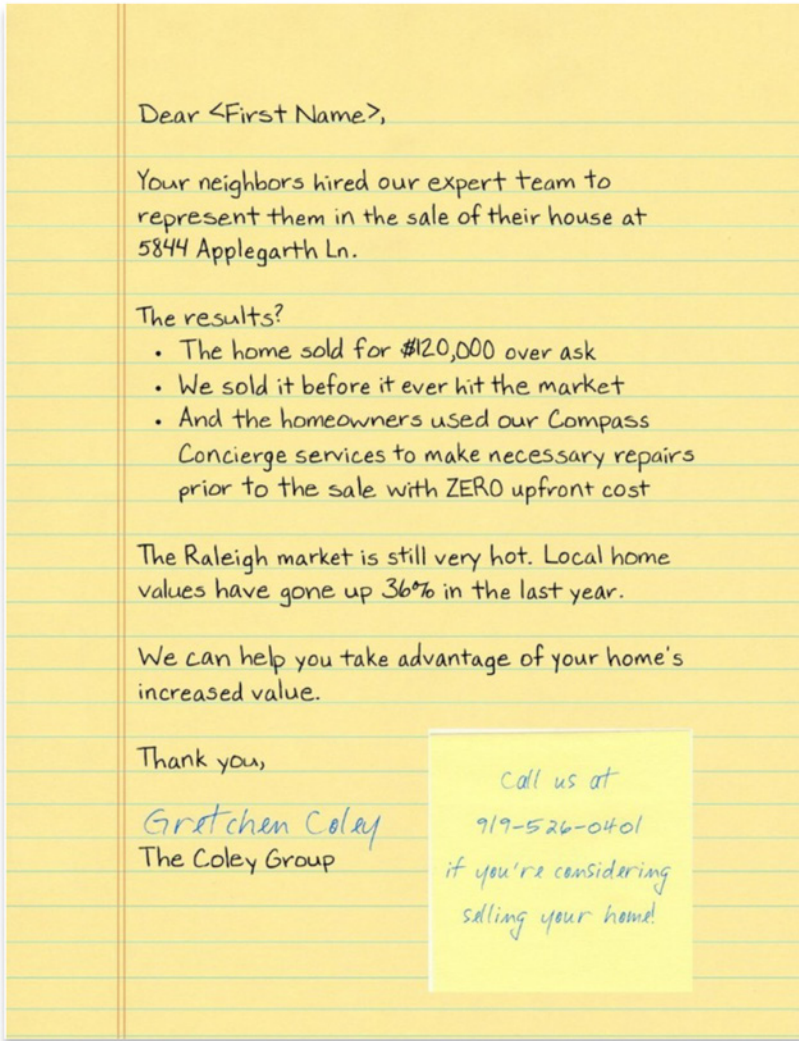 Dear <First Name>,
Your neighbors hired our expert team to
represent them in the sale of their house at
5844 Applegarth Ln.
The results?
• The home sold for $120,000 over ask
• We sold it before it ever hit the market
• And the homeowners used our Compass
Concierge services to make necessary repairs
prior to the sale with ZERO upfront cost
The Raleigh market is still very hot. Local home
values have gone up 36% in the last year.
We can help you take advantage of your home's
increased value.
Thank you,
Gretchen Coley
The Coley Group
Call us at
919-526-0401
if you're considering
selling your home!